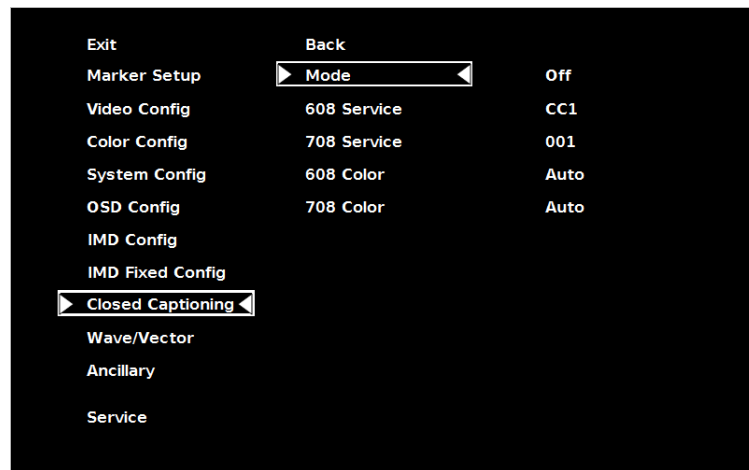 Exit Back
Marker Setup Mode Off
Video Config 608 Service CC1
Color Config 708 Service 001
System Config 608 Color Auto
OSD Config 708 Color Auto
IMD Config
IMD Fixed Config
Closed Captioning
Wave/Vector
Ancillary
Service